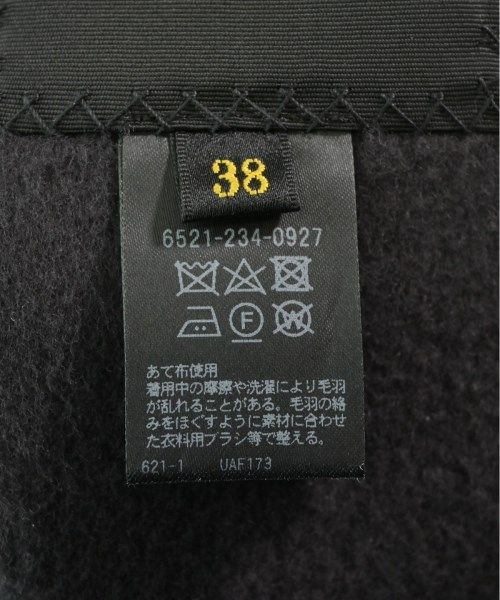 38
6521-234-0927
F
W
あて布使用
着用中の摩擦や洗濯により毛羽
が乱れることがある。毛羽の絡
みをほぐすように素材に合わせ
た衣料用ブラシ等で整える。
621-1 UAF173